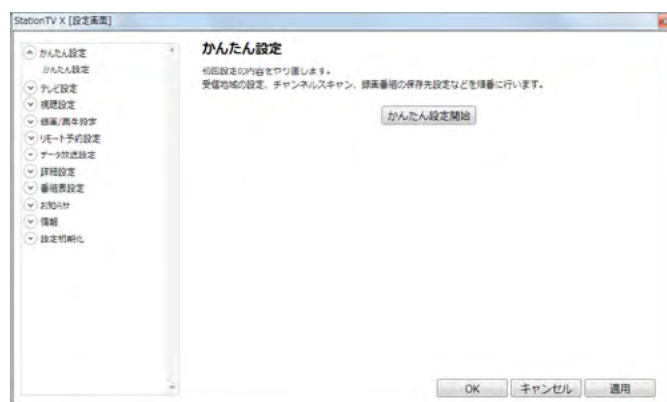 StationTV X [設定画面]
かんたん設定
かんたん設定
テレビ設定
視聴設定
録画/再生設定
リモート予約設定
データ放送設定
詳細設定
番組表設定
お知らせ
情報
設定初期化
かんたん設定
初回設定の内容をやり直します。
受信地域の設定、チャンネルスキャン、録画番組の保存先設定などを順番に行います。
かんたん設定開始
OK キャンセル 適用